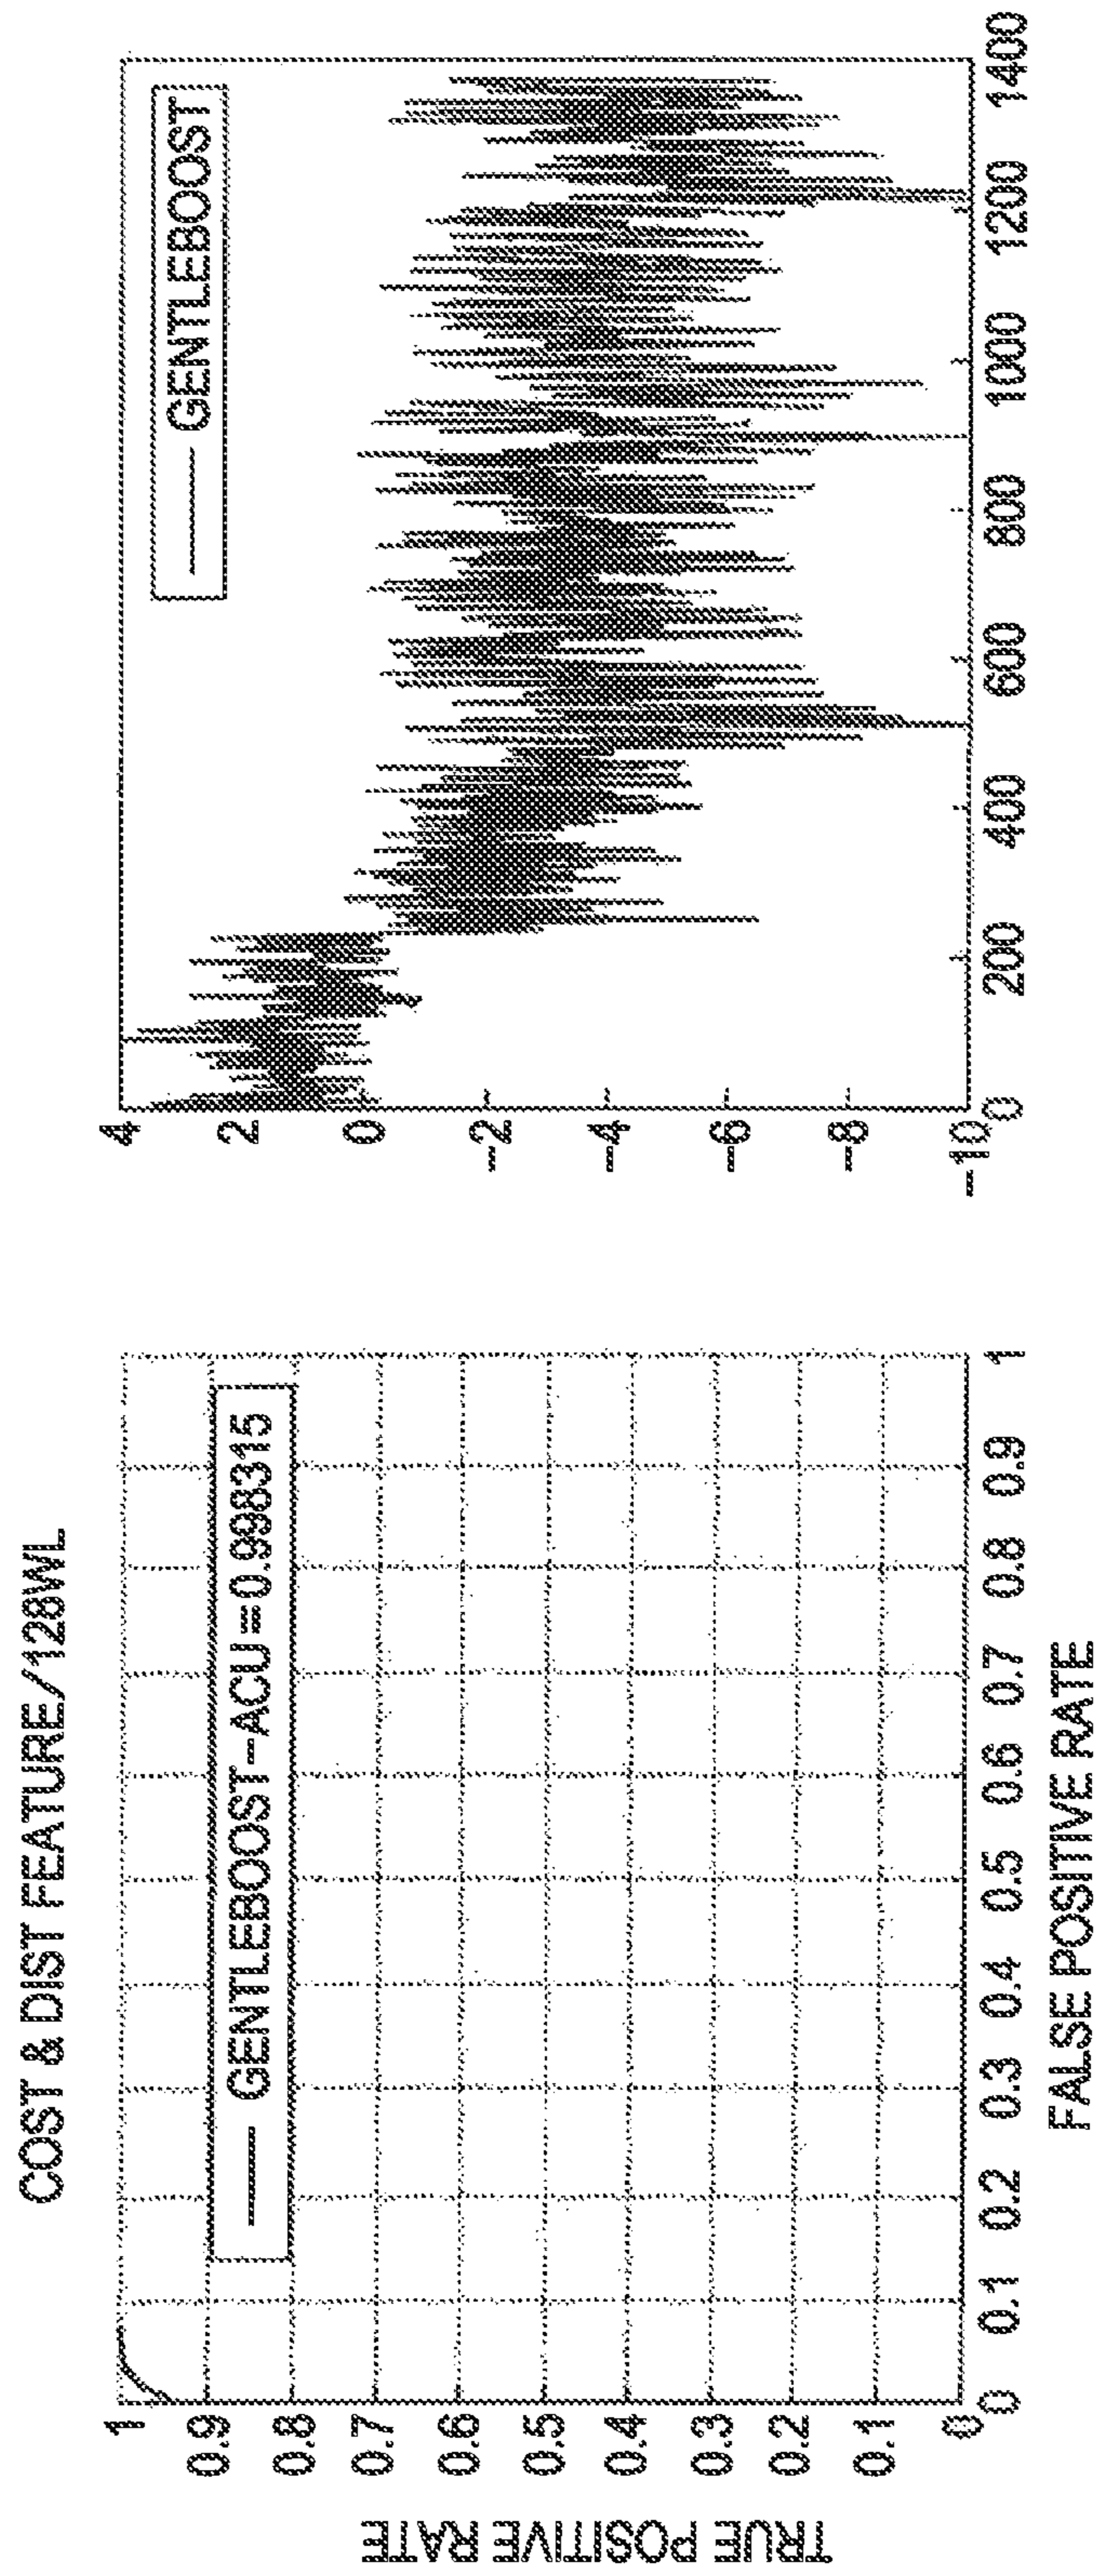 COST & DIST FEATURE/128WL
TRUE POSITIVE RATE
1
0.9
0.8
0.7
0.6
0.5
0.4
0.3
0.2
0.1
0
GENTLEBOOST-ACU=0.998315
0 0.1 0.2 0.3 0.4 0.5 0.6 0.7 0.8 0.9 1
FALSE POSITIVE RATE
4
2
0
-2
-4
-6
-8
-10
GENTLEBOOST
0 200 400 600 800 1000 1200 1400